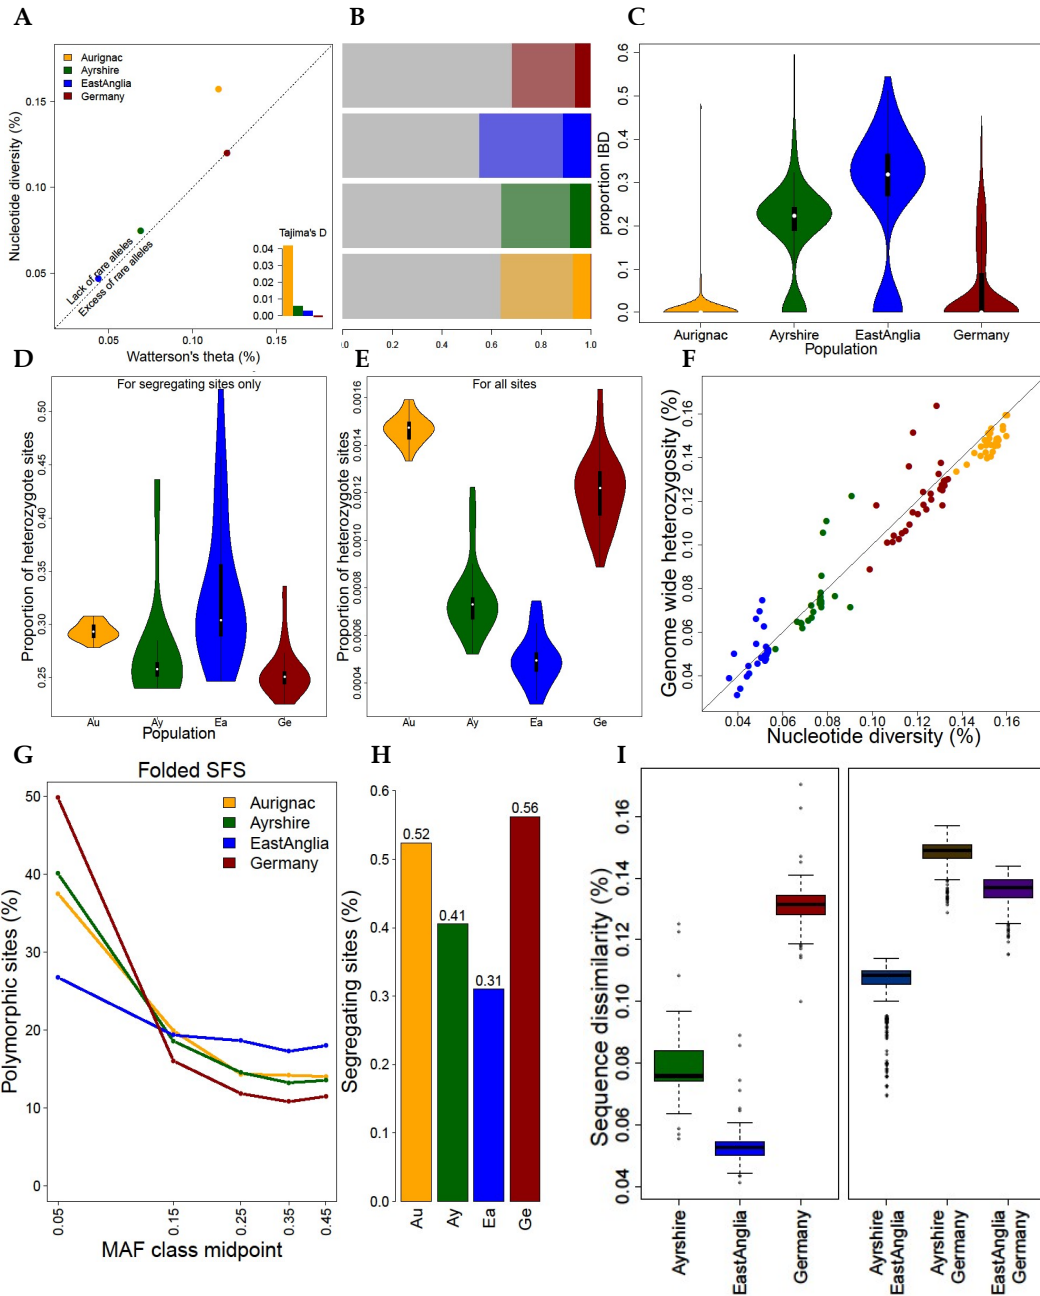 A
Nucleotide diversity (%)
0.05 0.10 0.15
Aurignac
Ayrshire
EastAnglia
Germany
Lack of rare alleles
Excess of rare alleles
Tajima's D
0.04
0.03
0.02
0.01
0.00
0.05 0.10 0.15
Watterson's theta (%)
B
0.2 0.4 0.6 0.8 1.0
C
proportion IBD
0.0 0.1 0.2 0.3 0.4 0.5 0.6
Aurignac Ayrshire EastAnglia Germany
Population
D
For segregating sites only
Proportion of heterozygote sites
0.25 0.30 0.35 0.40 0.45 0.50
Au Ay Ea Ge
Population
E
For all sites
Proportion of heterozygote sites
0.0004 0.0006 0.0008 0.0010 0.0012 0.0014 0.0016
Au Ay Ea Ge
F
Genome wide heterozygosity (%)
0.04 0.06 0.08 0.10 0.12 0.14 0.16
0.04 0.06 0.08 0.10 0.12 0.14 0.16
Nucleotide diversity (%)
G
Folded SFS
Polymorphic sites (%)
50
40
30
20
10
0
Aurignac
Ayrshire
EastAnglia
Germany
0.05 0.15 0.25 0.35 0.45
MAF class midpoint
H
Segregating sites (%)
0.6
0.5
0.4
0.3
0.2
0.1
0.0
0.52 0.41 0.31 0.56
Au Ay Ea Ge
I
Sequence dissimilarity (%)
0.04 0.06 0.08 0.10 0.12 0.14 0.16
Ayrshire
EastAnglia
Germany
Ayrshire
EastAnglia
Ayrshire
Germany
EastAnglia
Germany